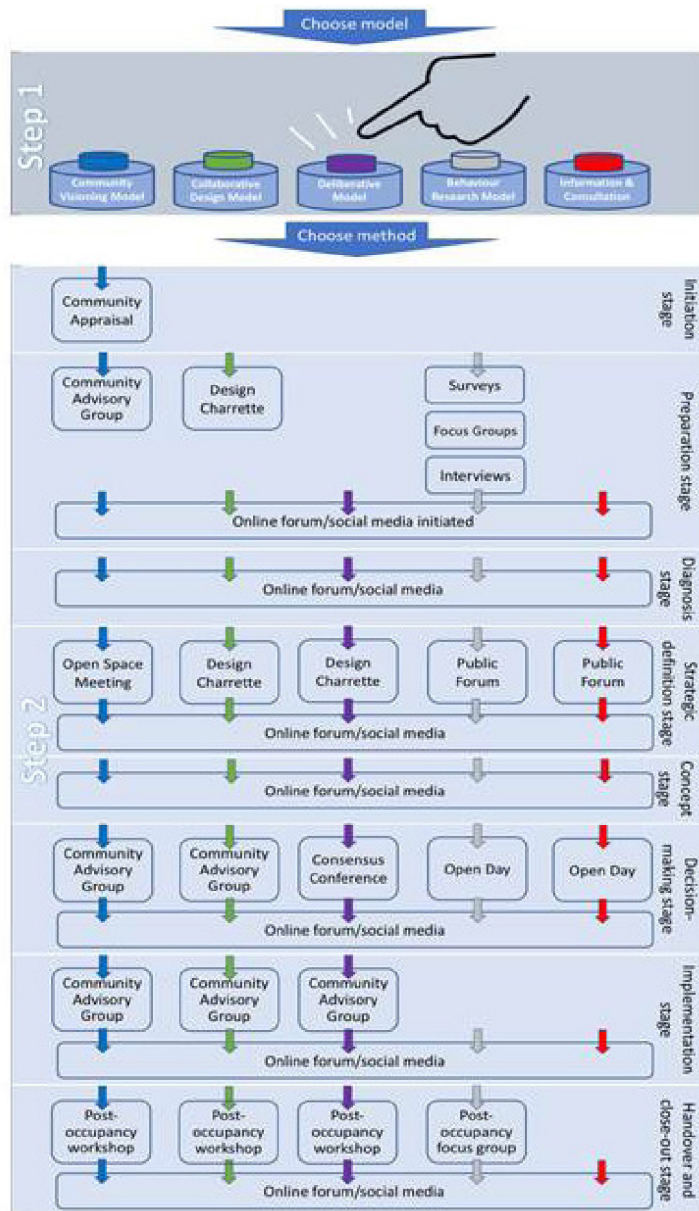 Choose model
Step 1
Community
Visioning Model
Collaborative
Design Model
Deliberative
Model
Behaviour
Research Model
Information &
Consultation
Choose method
Step 2
Initiation
stage
Community
Appraisal
Preparation stage
Community
Advisory
Group
Design
Charrette
Surveys
Focus Groups
Interviews
Online forum/social media initiated
Diagnosis
stage
Online forum/social media
Strategic
definition stage
Open Space
Meeting
Design
Charrette
Design
Charrette
Public
Forum
Public
Forum
Online forum/social media
Concept
stage
Online forum/social media
Decision-
making stage
Community
Advisory
Group
Community
Advisory
Group
Consensus
Conference
Open Day
Open Day
Online forum/social media
Implementation
stage
Community
Advisory
Group
Community
Advisory
Group
Community
Advisory
Group
Online forum/social media
Handover and
close-out stage
Post-
occupancy
workshop
Post-
occupancy
workshop
Post-
occupancy
workshop
Post-
occupancy
focus group
Online forum/social media